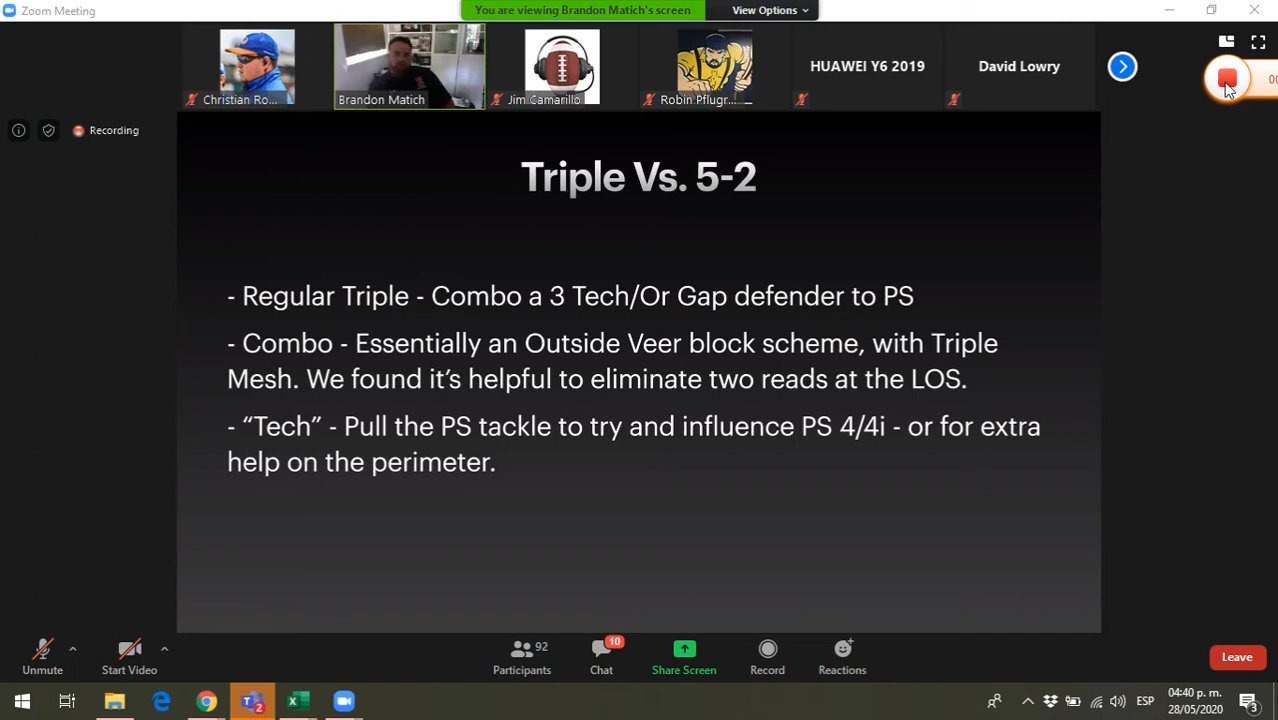 Zoom Meeting
You are viewing Brandon Matich's screen
View Options
Christian Ro...
Brandon Matich
Jim Camarillo
Robin Pflugr...
HUAWEI Y6 2019
David Lowry
00
Recording
Triple Vs. 5-2
- Regular Triple - Combo a 3 Tech/Or Gap defender to PS
- Combo - Essentially an Outside Veer block scheme, with Triple
Mesh. We found it's helpful to eliminate two reads at the LOS.
- “Tech” - Pull the PS tackle to try and influence PS 4/4i - or for extra
help on the perimeter.
92
10
Unmute
Start Video
Participants
Chat
Share Screen
Record
Reactions
Leave
2
ESP
04:40 p. m.
28/05/2020
3